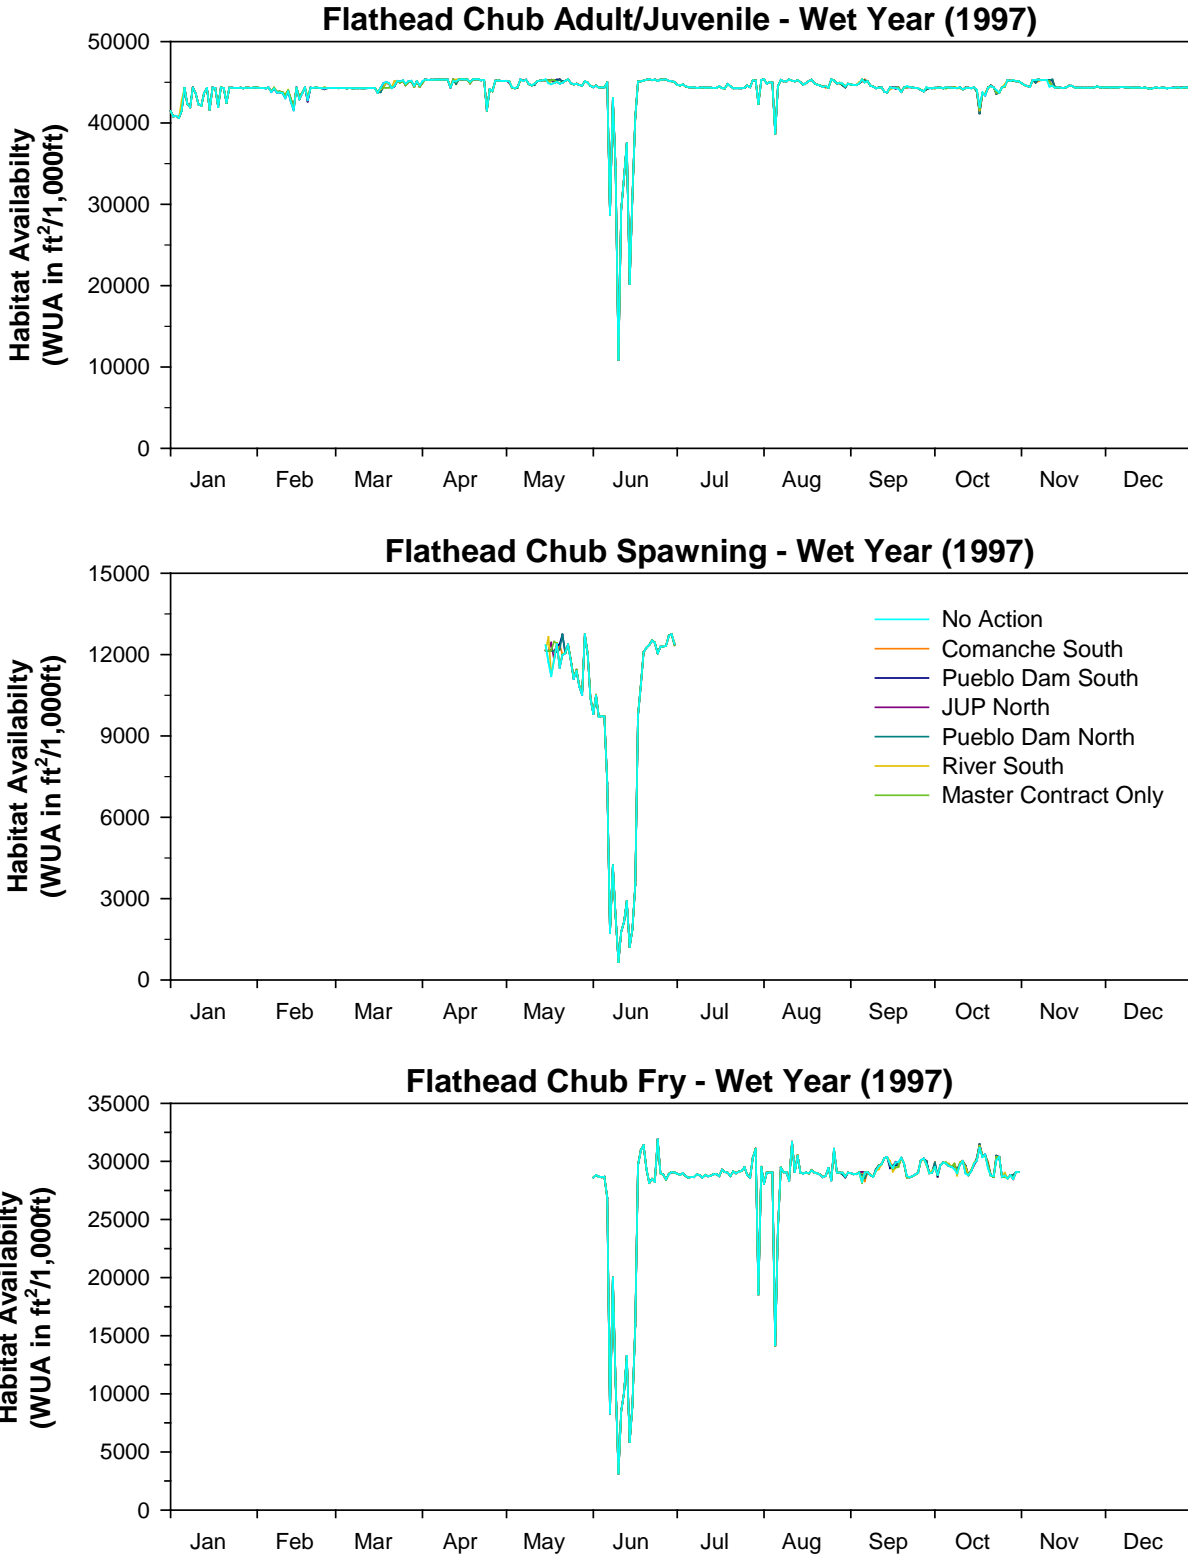 Flathead Chub Adult/Juvenile - Wet Year (1997)
Habitat Availabilty
(WUA in ft²/1,000ft)
50000
40000
30000
20000
10000
0
Jan Feb Mar Apr May Jun Jul Aug Sep Oct Nov Dec
Flathead Chub Spawning - Wet Year (1997)
Habitat Availabilty
(WUA in ft²/1,000ft)
15000
12000
9000
6000
3000
0
No Action
Comanche South
Pueblo Dam South
JUP North
Pueblo Dam North
River South
Master Contract Only
Jan Feb Mar Apr May Jun Jul Aug Sep Oct Nov Dec
Flathead Chub Fry - Wet Year (1997)
Habitat Availabilty
(WUA in ft²/1,000ft)
35000
30000
25000
20000
15000
10000
5000
0
Jan Feb Mar Apr May Jun Jul Aug Sep Oct Nov Dec